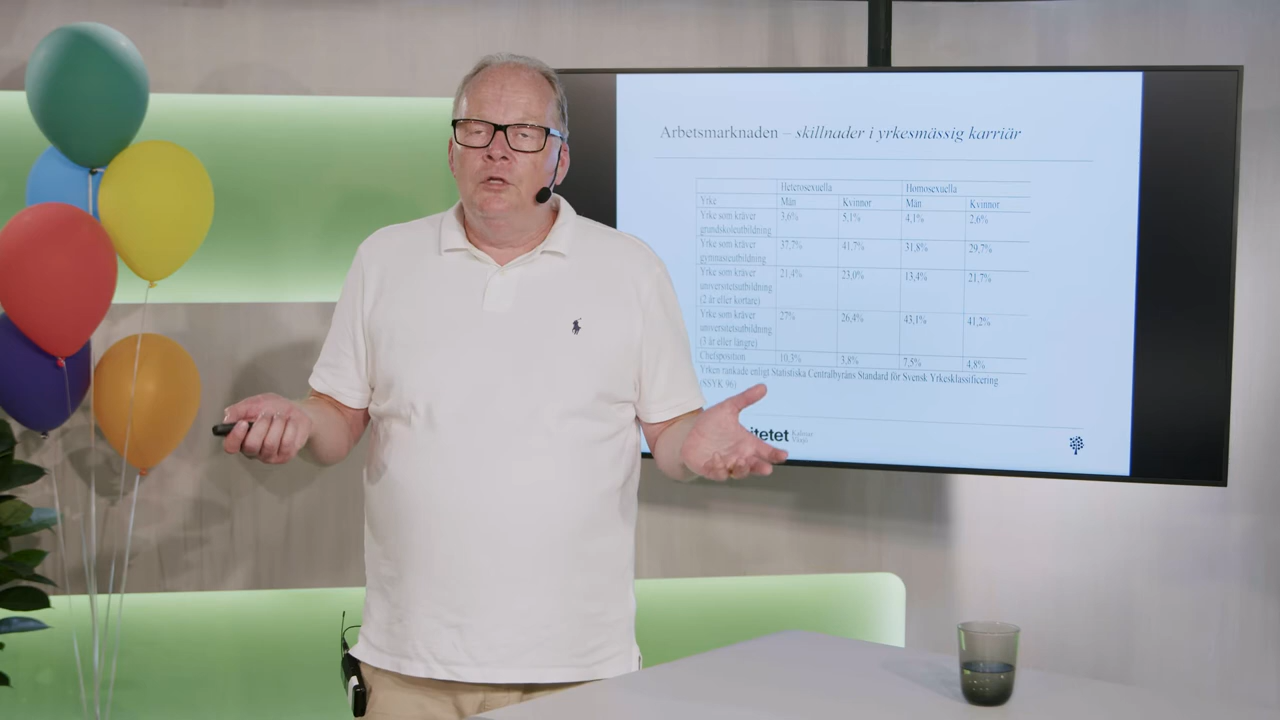 Arbetsmarknaden – skillnader i yrkesmässig karriär
Heterosexuella Homosexuella
Yrke Män Kvinnor Män Kvinnor
Yrke som kräver grundskoleutbildning 3,6% 5,1% 4,1% 2,6%
Yrke som kräver gymnasieutbildning 37,7% 41,7% 31,8% 29,7%
Yrke som kräver universitetsutbildning (2 år eller kortare) 21,4% 23,0% 13,4% 21,7%
Yrke som kräver universitetsutbildning (3 år eller längre) 27% 26,4% 43,1% 41,2%
Chefsposition 10,3% 3,8% 7,5% 4,8%
Yrken rankade enligt Statistiska Centralbyråns Standard för Svensk Yrkesklassificering
(SSYK 96)
itetet Kalmar
Växjö